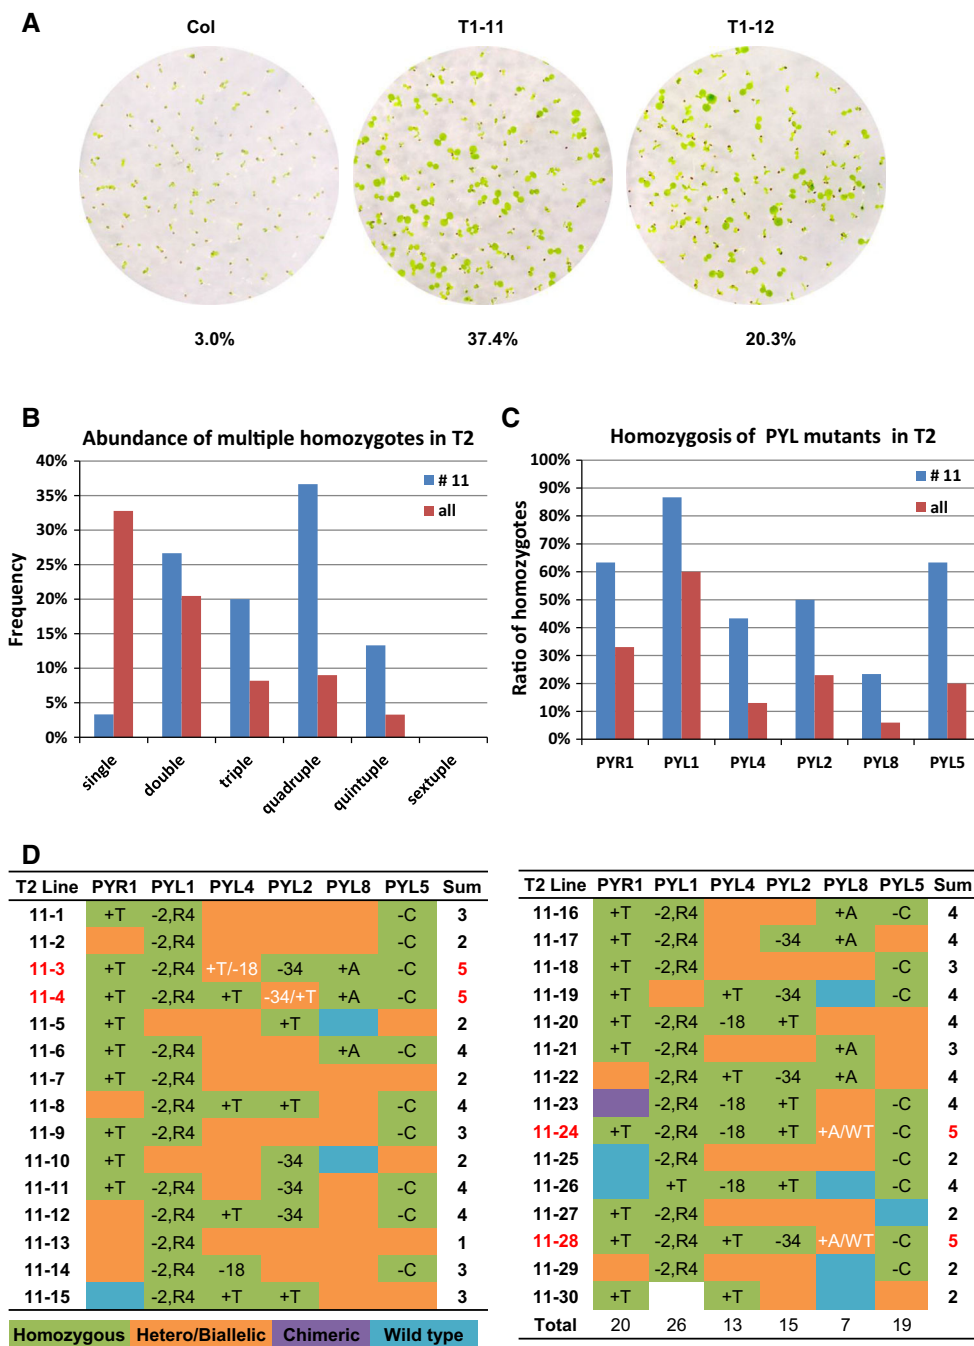 A
Col T1-11 T1-12
3.0% 37.4% 20.3%
B
Abundance of multiple homozygotes in T2
40%
35%
30%
25%
20%
15%
10%
5%
0%
Frequency
# 11
all
single double triple quadruple quintuple sextuple
C
Homozygosis of PYL mutants in T2
100%
90%
80%
70%
60%
50%
40%
30%
20%
10%
0%
Ratio of homozygotes
# 11
all
PYR1 PYL1 PYL4 PYL2 PYL8 PYL5
D
T2 Line PYR1 PYL1 PYL4 PYL2 PYL8 PYL5 Sum
11-1 +T -2,R4 -C 3
11-2 -2,R4 -C 2
11-3 +T -2,R4 +T/-18 -34 +A -C 5
11-4 +T -2,R4 +T -34/+T +A -C 5
11-5 +T +T 2
11-6 +T -2,R4 +A -C 4
11-7 +T -2,R4 2
11-8 -2,R4 +T +T -C 4
11-9 +T -2,R4 -C 3
11-10 +T -34 2
11-11 +T -2,R4 -34 -C 4
11-12 -2,R4 +T -34 -C 4
11-13 -2,R4 1
11-14 -2,R4 -18 -C 3
11-15 -2,R4 +T +T 3
Homozygous Hetero/Biallelic Chimeric Wild type
T2 Line PYR1 PYL1 PYL4 PYL2 PYL8 PYL5 Sum
11-16 +T -2,R4 +A -C 4
11-17 +T -2,R4 -34 +A 4
11-18 +T -2,R4 -C 3
11-19 +T +T -34 -C 4
11-20 +T -2,R4 -18 +T 4
11-21 +T -2,R4 +A 3
11-22 -2,R4 +T -34 +A 4
11-23 -2,R4 -18 +T -C 4
11-24 +T -2,R4 -18 +T +A/WT -C 5
11-25 -2,R4 -C 2
11-26 +T -18 +T -C 4
11-27 +T -2,R4 2
11-28 +T -2,R4 +T -34 +A/WT -C 5
11-29 -2,R4 -C 2
11-30 +T +T 2
Total 20 26 13 15 7 19